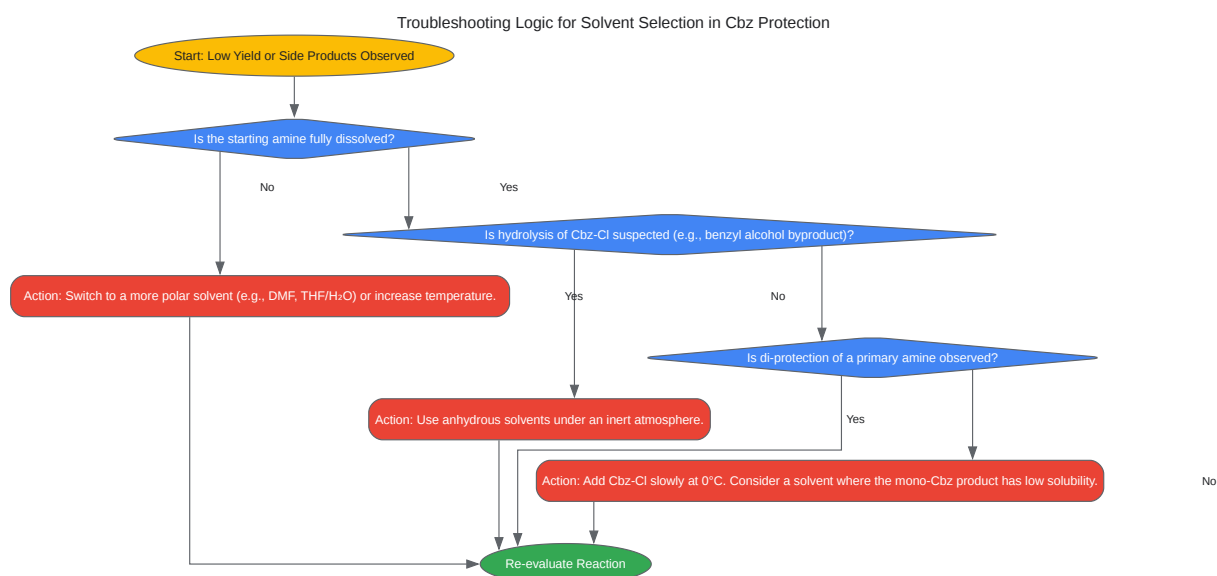 Troubleshooting Logic for Solvent Selection in Cbz Protection
Start: Low Yield or Side Products Observed
Is the starting amine fully dissolved?
No
Yes
Is hydrolysis of Cbz-Cl suspected (e.g., benzyl alcohol byproduct)?
Action: Switch to a more polar solvent (e.g., DMF, THF/H₂O) or increase temperature.
Yes
No
Is di-protection of a primary amine observed?
Action: Use anhydrous solvents under an inert atmosphere.
Yes
Action: Add Cbz-Cl slowly at 0°C. Consider a solvent where the mono-Cbz product has low solubility.
No
Re-evaluate Reaction